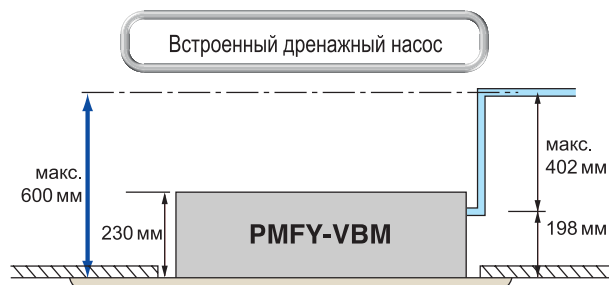 Встроенный дренажный насос
макс.
600 мм
230 мм
PMFY-VBM
макс.
402 мм
198 мм